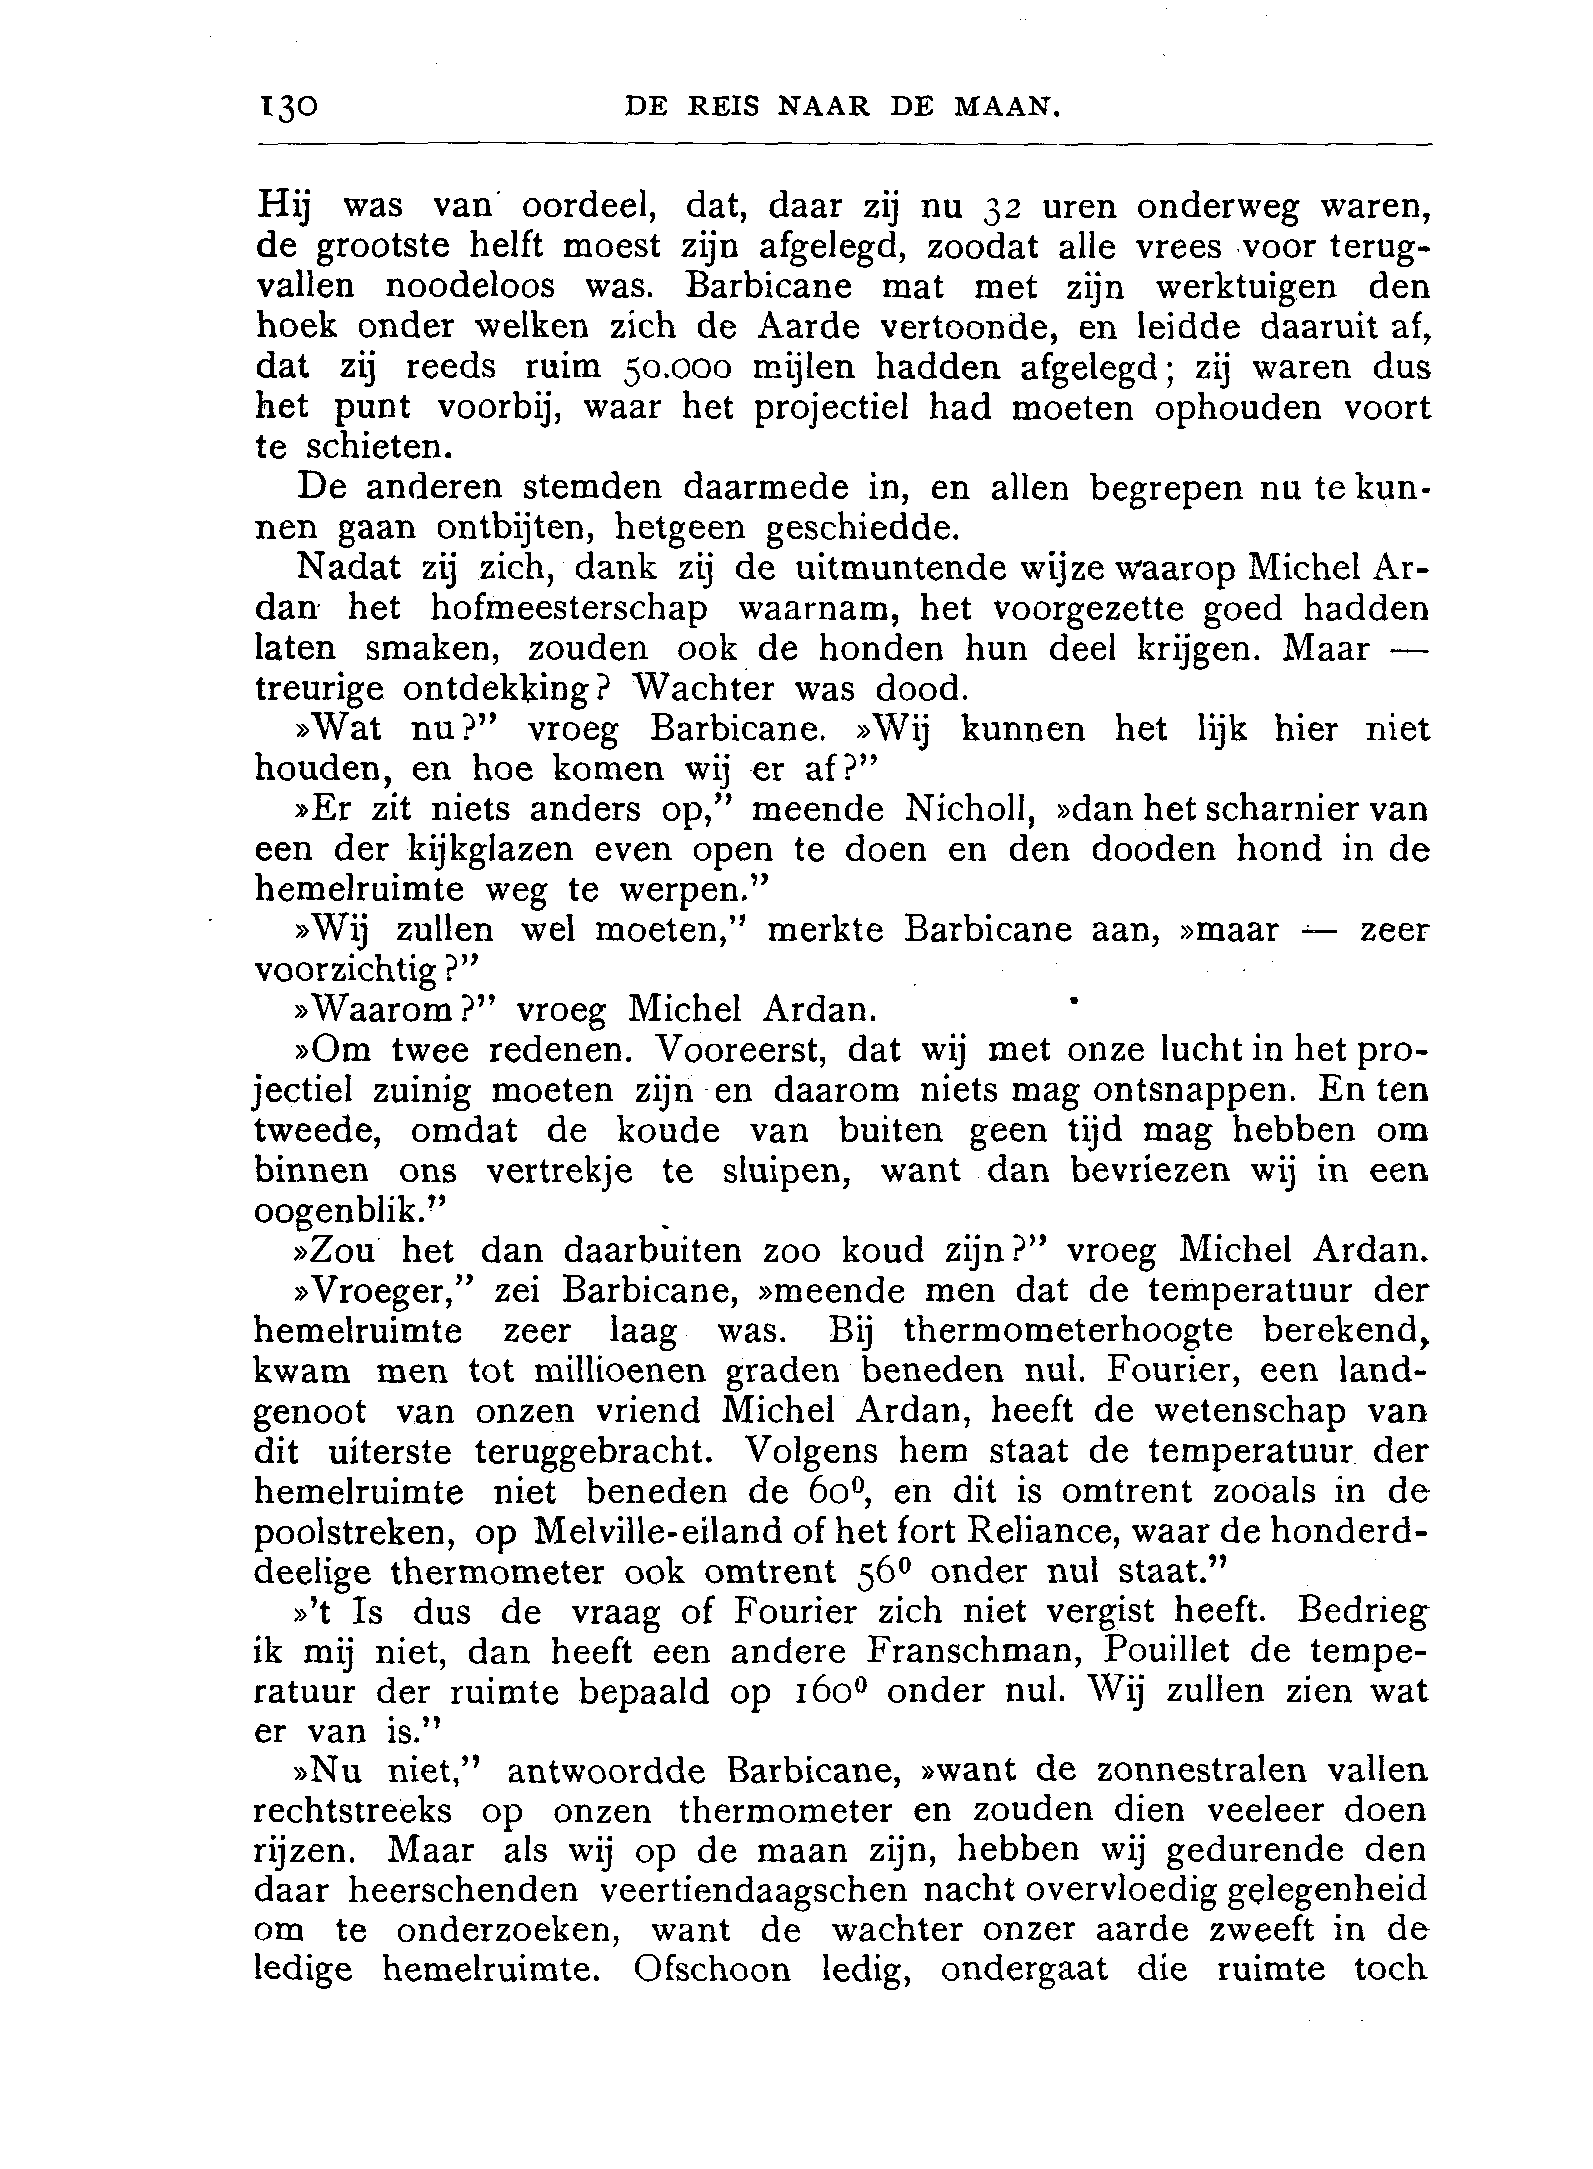 130 DE REIS NAAR DE MAAN.
Hij was van oordeel, dat, daar zij nu 32 uren onderweg waren,
de grootste helft moest zijn afgelegd, zoodat alle vrees voor terug-
vallen noodeloos was. Barbicane mat met zijn werktuigen den
hoek onder welken zich de Aarde vertoonde, en leidde daaruit af,
dat zij reeds ruim 50.000 mijlen hadden afgelegd; zij waren dus
het punt voorbij, waar het projectiel had moeten ophouden voort
te schieten.
De anderen stemden daarmede in, en allen begrepen nu te kun-
nen gaan ontbijten, hetgeen geschiedde.
Nadat zij zich, dank zij de uitmuntende wijze waarop Michel Ar-
dan het hofmeesterschap waarnam, het voorgezette goed hadden
laten smaken, zouden ook de honden hun deel krijgen. Maar —
treurige ontdekking? Wachter was dood.
»Wat nu?” vroeg Barbicane. »Wij kunnen het lijk hier niet
houden, en hoe komen wij er af?”
»Er zit niets anders op,” meende Nicholl, »dan het scharnier van
een der kijkglazen even open te doen en den dooden hond in de
hemelruimte weg te werpen.”
»Wij zullen wel moeten,” merkte Barbicane aan, »maar — zeer
voorzichtig?”
»Waarom?” vroeg Michel Ardan.
»Om twee redenen. Vooreerst, dat wij met onze lucht in het pro-
jectiel zuinig moeten zijn en daarom niets mag ontsnappen. En ten
tweede, omdat de koude van buiten geen tijd mag hebben om
binnen ons vertrekje te sluipen, want dan bevriezen wij in een
oogenblik.”
»Zou het dan daarbuiten zoo koud zijn?” vroeg Michel Ardan.
»Vroeger,” zei Barbicane, »meende men dat de temperatuur der
hemelruimte zeer laag was. Bij thermometerhoogte berekend,
kwam men tot millioenen graden beneden nul. Fourier, een land-
genoot van onzen vriend Michel Ardan, heeft de wetenschap van
dit uiterste teruggebracht. Volgens hem staat de temperatuur der
hemelruimte niet beneden de 60⁰, en dit is omtrent zooals in de
poolstreken, op Melville-eiland of het fort Reliance, waar de honderd-
deelige thermometer ook omtrent 56⁰ onder nul staat.”
»’t Is dus de vraag of Fourier zich niet vergist heeft. Bedrieg
ik mij niet, dan heeft een andere Franschman, Pouillet de tempe-
ratuur der ruimte bepaald op 160⁰ onder nul. Wij zullen zien wat
er van is.”
»Nu niet,” antwoordde Barbicane, »want de zonnestralen vallen
rechtstreeks op onzen thermometer en zouden dien veeleer doen
rijzen. Maar als wij op de maan zijn, hebben wij gedurende den
daar heerschenden veertiendaagschen nacht overvloedig gelegenheid
om te onderzoeken, want de wachter onzer aarde zweeft in de
ledige hemelruimte. Ofschoon ledig, ondergaat die ruimte toch